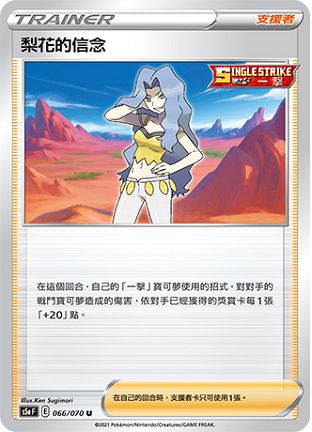 TRAINER 支援者
梨花的信念
SINGLE STRIKE 一擊
在這個回合,自己的「一擊」寶可夢使用的招式,對對手的
戰鬥寶可夢造成的傷害,依對手已經獲得的獎賞卡每1張
「+20」點。
Illus.Ken Sugimori
s5a F E 066/070 U
在自己的回合時,支援者卡只可使用1張。
©2021 Pokémon/Nintendo/Creatures/GAME FREAK.